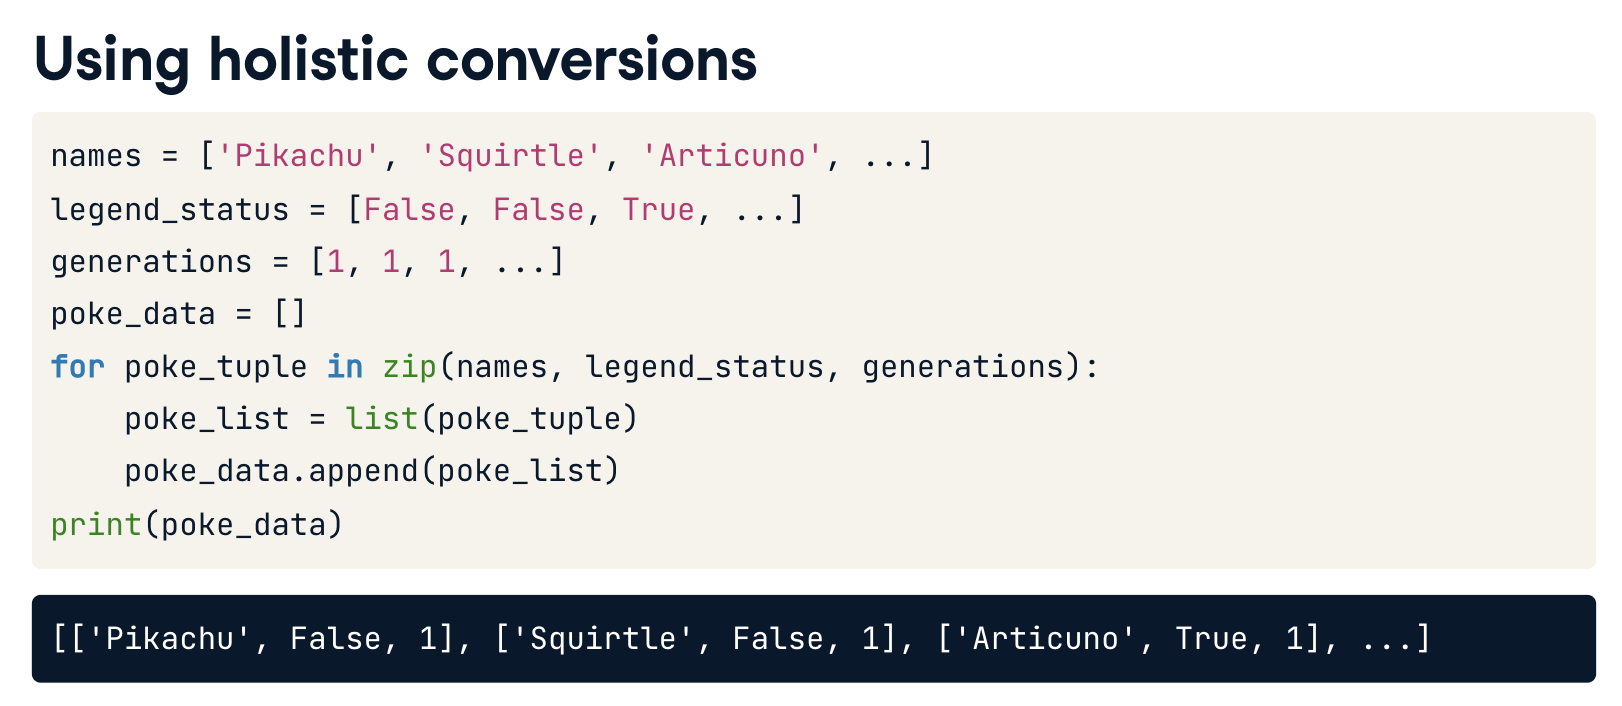 Using holistic conversions
names = ['Pikachu', 'Squirtle', 'Articuno', ...]
legend_status = [False, False, True, ...]
generations = [1, 1, 1, ...]
poke_data = []
for poke_tuple in zip(names, legend_status, generations):
    poke_list = list(poke_tuple)
    poke_data.append(poke_list)
print(poke_data)
[['Pikachu', False, 1], ['Squirtle', False, 1], ['Articuno', True, 1], ...]